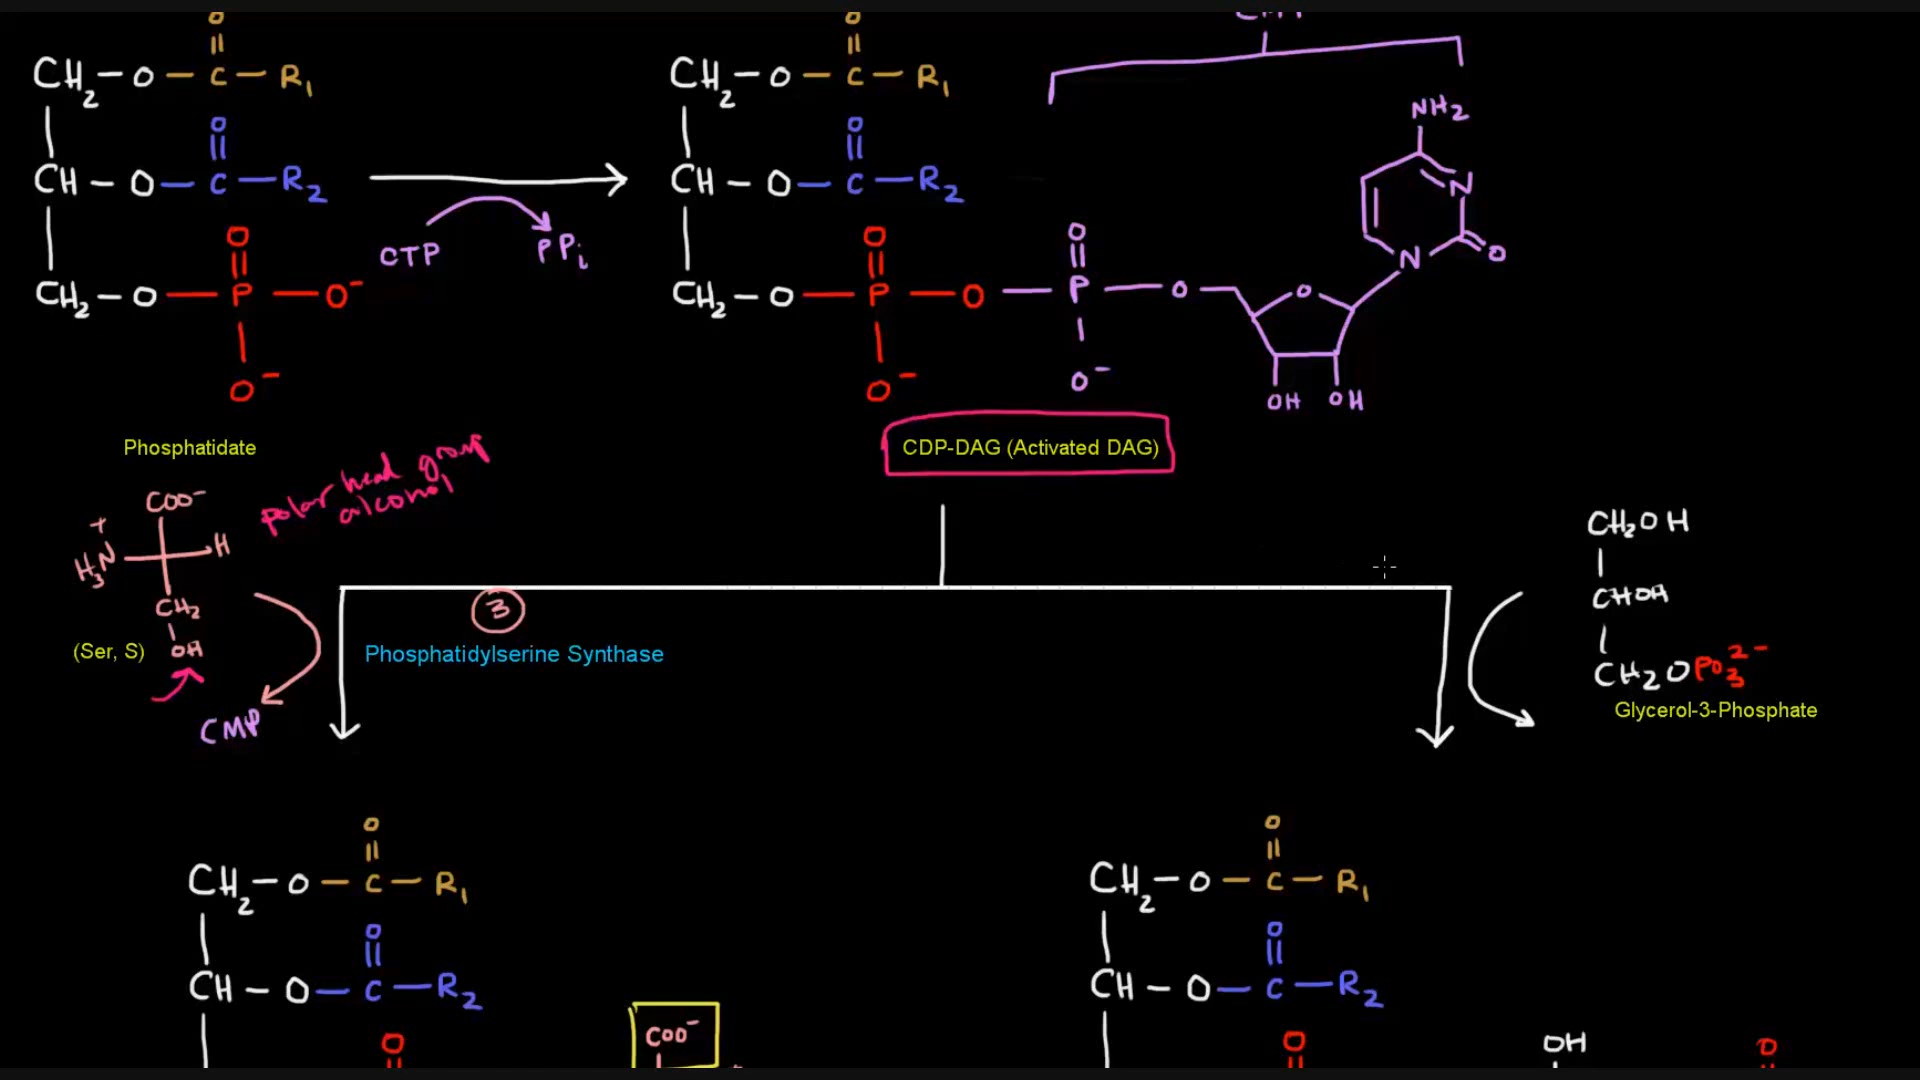 O O
CH2-O-C-R1 CH2-O-C-R1
NH2
O O
CH-O-C-R2 CH-O-C-R2 N
CTP PPi
O O O N O
CH2-O-P-O- CH2-O-P-O-P-O O
O- O- O- OH OH
Phosphatidate CDP-DAG (Activated DAG)
polar head group
alcohol
COO-
+
H3N H
CH2OH
CH2 3 CHOH
(Ser, S) OH Phosphatidylserine Synthase
CH2OPO3 2-
Glycerol-3-Phosphate
CMP
O O
CH2-O-C-R1 CH2-O-C-R1
O O
CH-O-C-R2 CH-O-C-R2
O COO- O OH O